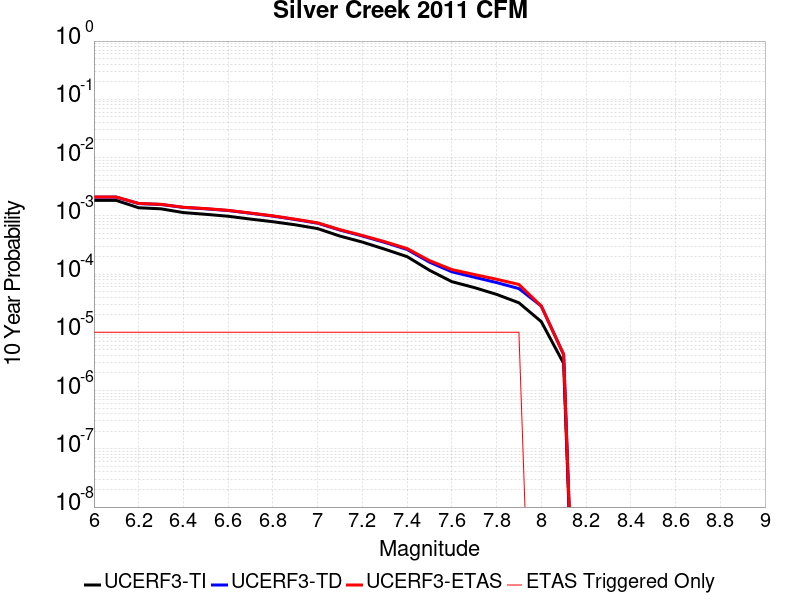 Silver Creek 2011 CFM
10 0
10 -1
10 -2
10 -3
10 -4
10 -5
10 -6
10 -7
10 -8
10 Year Probability
6 6.2 6.4 6.6 6.8 7 7.2 7.4 7.6 7.8 8 8.2 8.4 8.6 8.8 9
Magnitude
UCERF3-TI UCERF3-TD UCERF3-ETAS ETAS Triggered Only